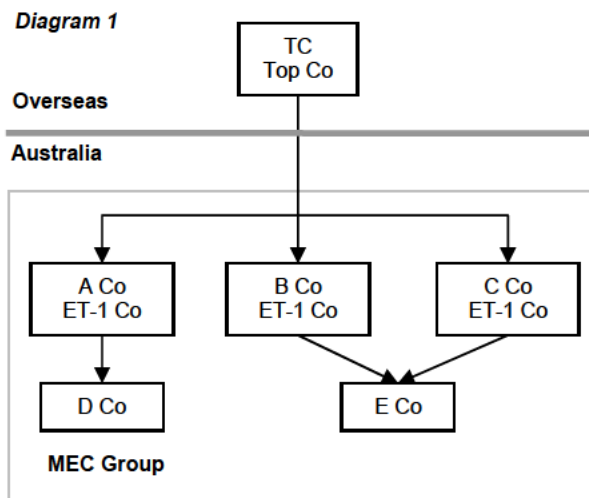 Diagram 1
TC
Top Co
Overseas
Australia
A Co
ET-1 Co
B Co
ET-1 Co
C Co
ET-1 Co
D Co
E Co
MEC Group